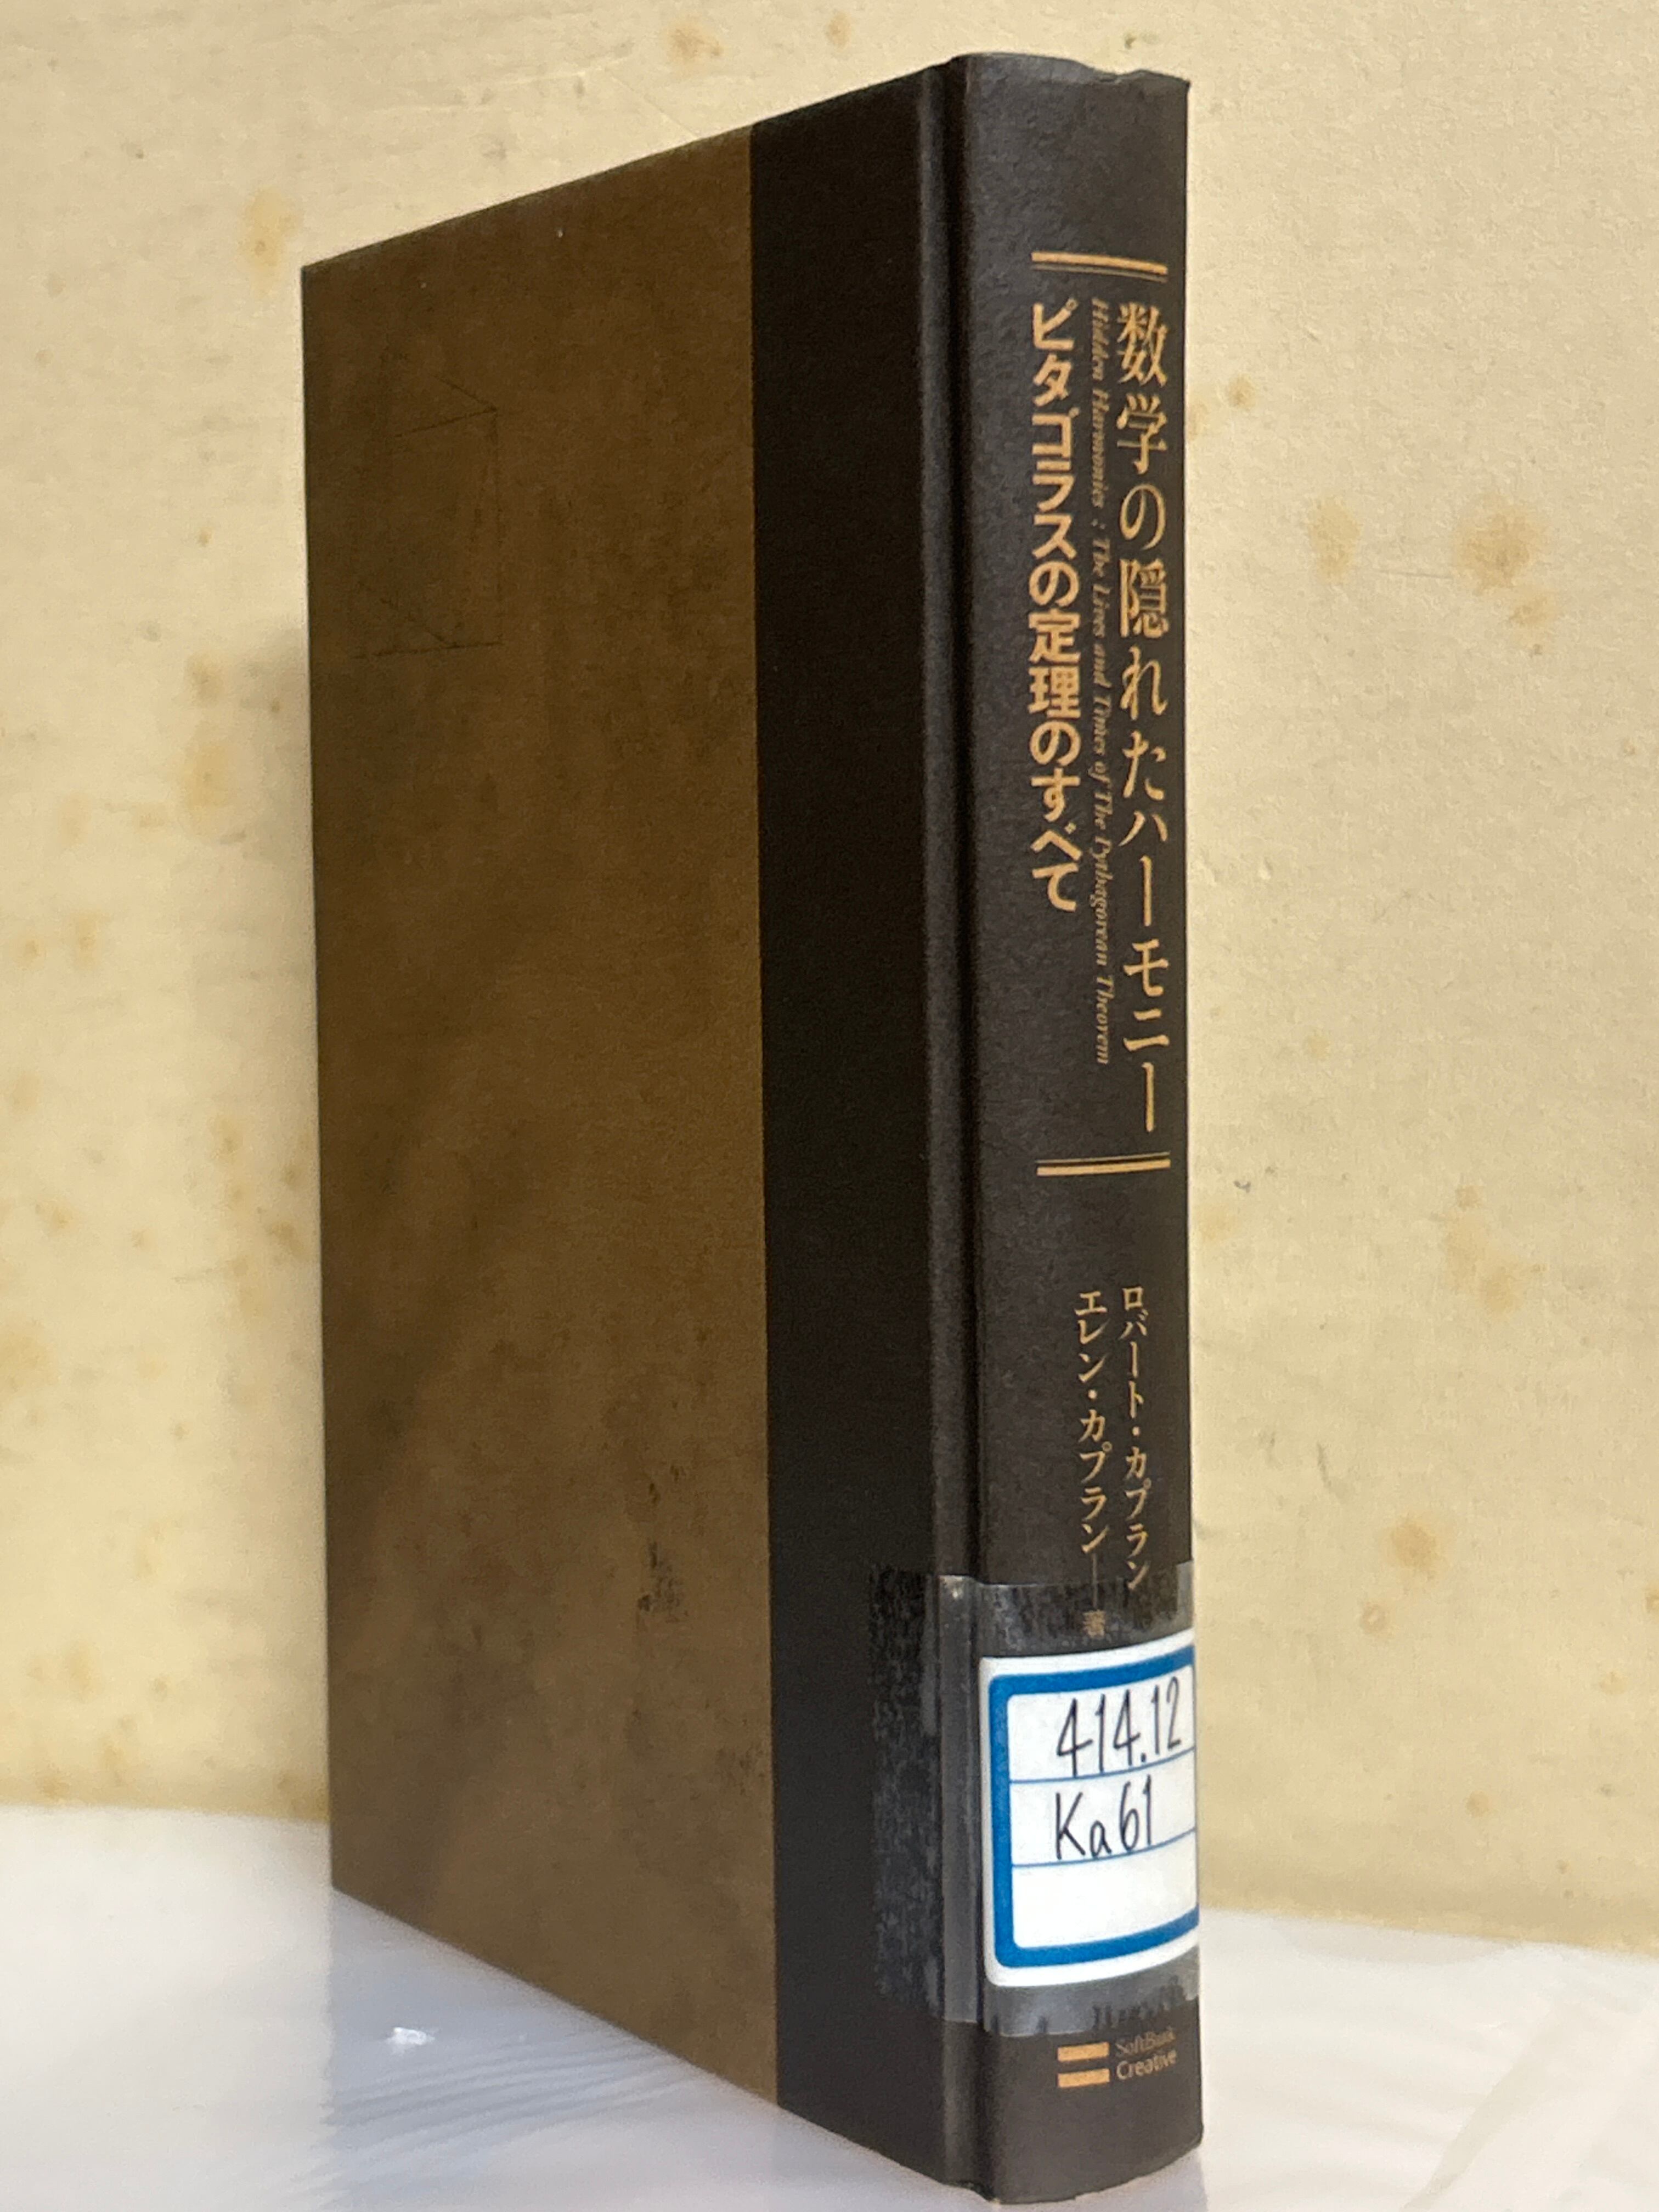 数学の隠れたハーモニー
Hidden Harmonies : The Lives and Times of The Pythagorean Theorem
ピタゴラスの定理のすべて
ロバート・カプラン
エレン・カプラン──著
414.12
Ka61
SoftBank
Creative